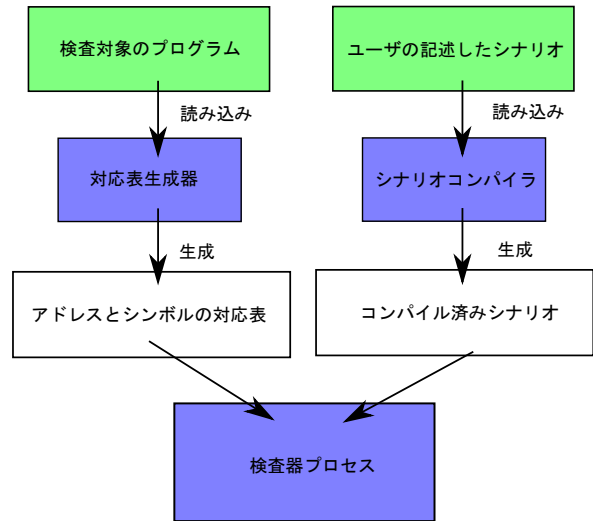 検査対象のプログラム
ユーザの記述したシナリオ
読み込み
読み込み
対応表生成器
シナリオコンパイラ
生成
生成
アドレスとシンボルの対応表
コンパイル済みシナリオ
検査器プロセス